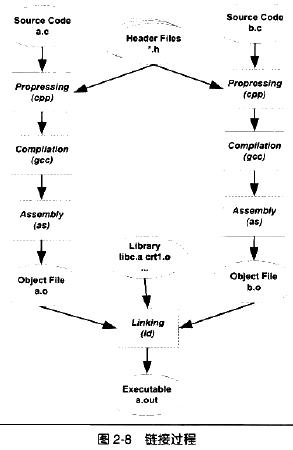 Source Code
a.c
Header Files
*.h
Source Code
b.c
Propressing
(cpp)
Propressing
(cpp)
Compilation
(gcc)
Compilation
(gcc)
Assembly
(as)
Assembly
(as)
Library
libc.a crt1.o
...
Object File
a.o
Object File
b.o
Linking
(ld)
Executable
a.out
图 2-8 链接过程